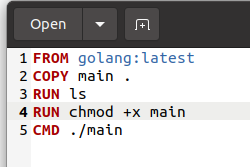 Open
1 FROM golang:latest
2 COPY main .
3 RUN ls
4 RUN chmod +x main
5 CMD ./main